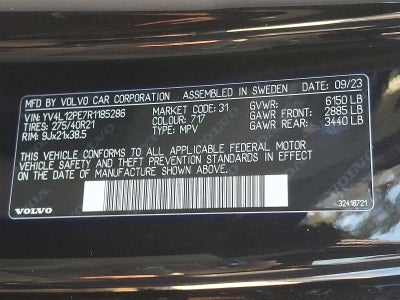 MFD BY VOLVO CAR CORPORATION ASSEMBLED IN SWEDEN DATE: 09/23
VIN: YV4L12PE7R1185286 MARKET CODE: 31 GVWR: 6150 LB
TIRES: 275/40R21 COLOUR: 717 GAWR FRONT: 2885 LB
RIM: 9Jx21x38.5 TYPE: MPV GAWR REAR: 3440 LB
THIS VEHICLE CONFORMS TO ALL APPLICABLE FEDERAL MOTOR
VEHICLE SAFETY AND THEFT PREVENTION STANDARDS IN EFFECT
ON THE DATE OF MANUFACTURE SHOWN ABOVE.
VOLVO 32418721